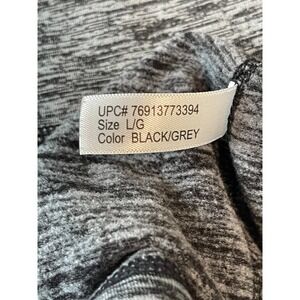 UPC# 76913773394
Size L/G
Color BLACK/GREY